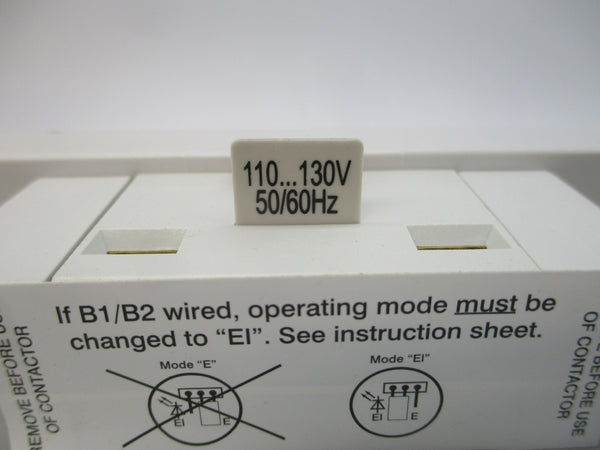 110...130V
50/60Hz
If B1/B2 wired, operating mode must be
changed to “EI”. See instruction sheet.
Mode “E”
Mode “EI”
EI E
EI E
REMOVE BEFORE
OF CONTACTOR
BEFORE USE
OF CONTACTOR